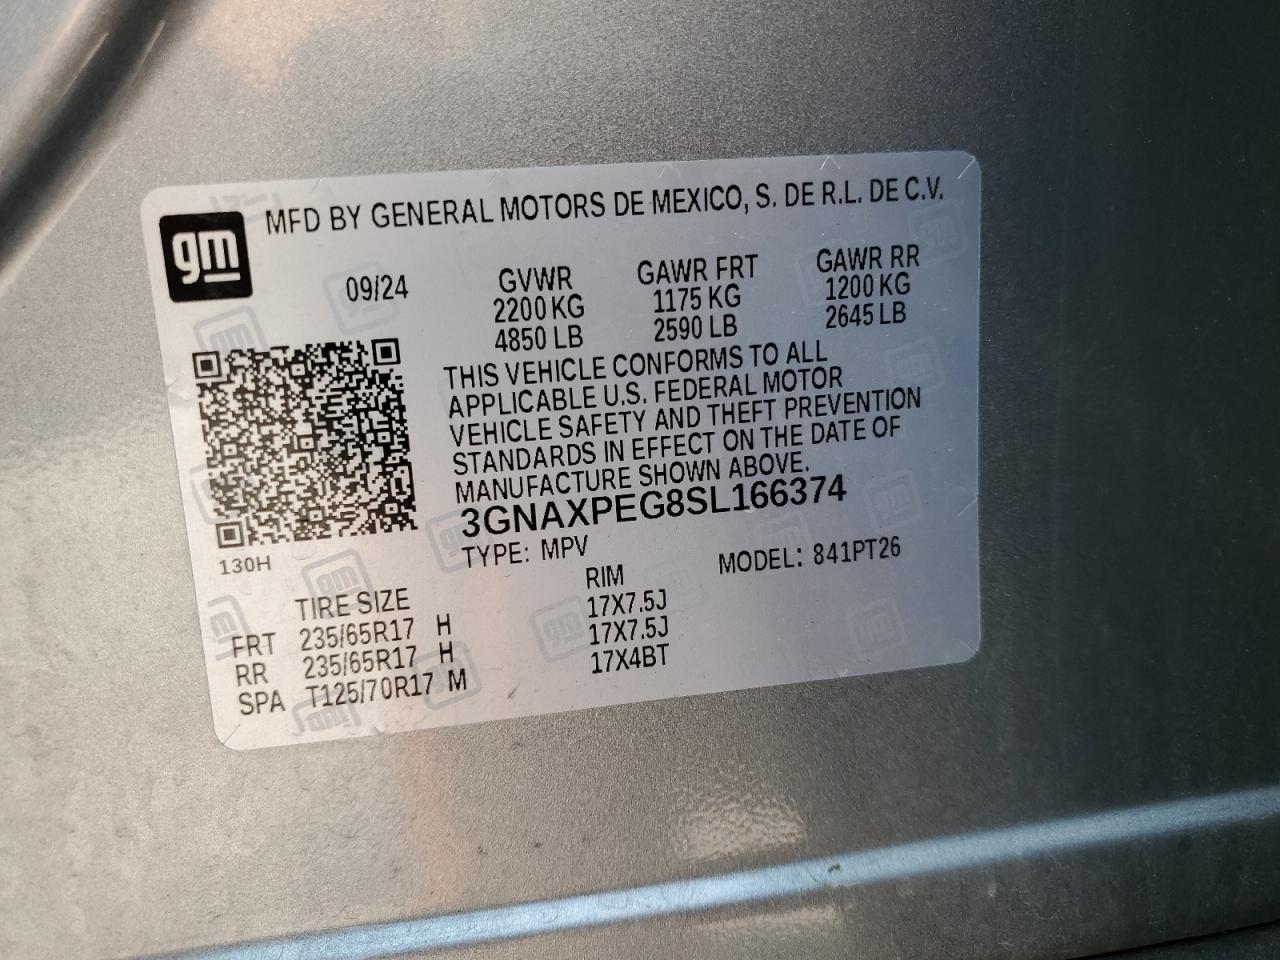 gm
MFD BY GENERAL MOTORS DE MEXICO, S. DE R.L. DE C.V.
09/24
GVWR
2200 KG
4850 LB
GAWR FRT
1175 KG
2590 LB
GAWR RR
1200 KG
2645 LB
THIS VEHICLE CONFORMS TO ALL
APPLICABLE U.S. FEDERAL MOTOR
VEHICLE SAFETY AND THEFT PREVENTION
STANDARDS IN EFFECT ON THE DATE OF
MANUFACTURE SHOWN ABOVE.
3GNAXPEG8SL166374
TYPE: MPV
MODEL: 841PT26
130H
TIRE SIZE RIM
FRT 235/65R17 H 17X7.5J
RR 235/65R17 H 17X7.5J
SPA T125/70R17 M 17X4BT